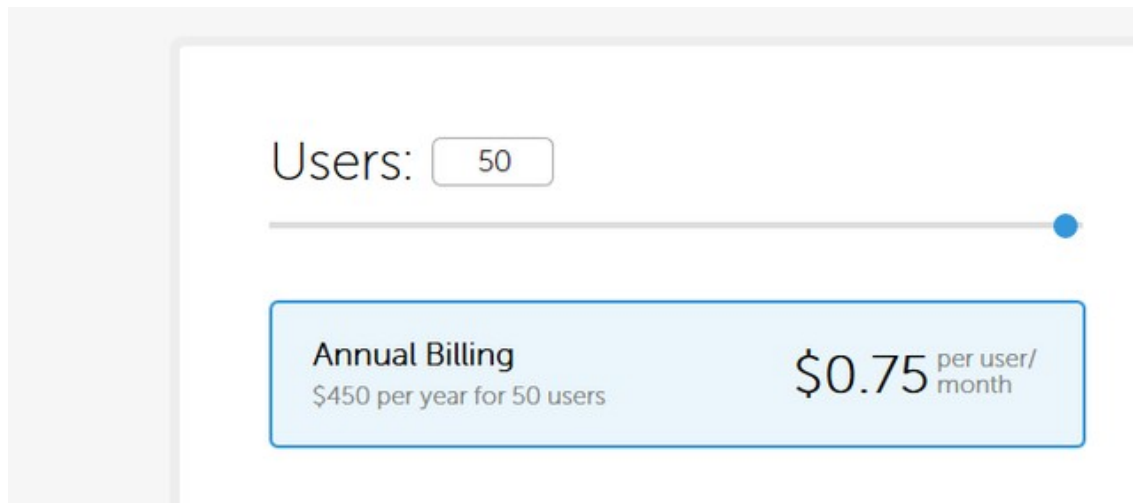 Users: 50
Annual Billing
$450 per year for 50 users
$0.75 per user/
month